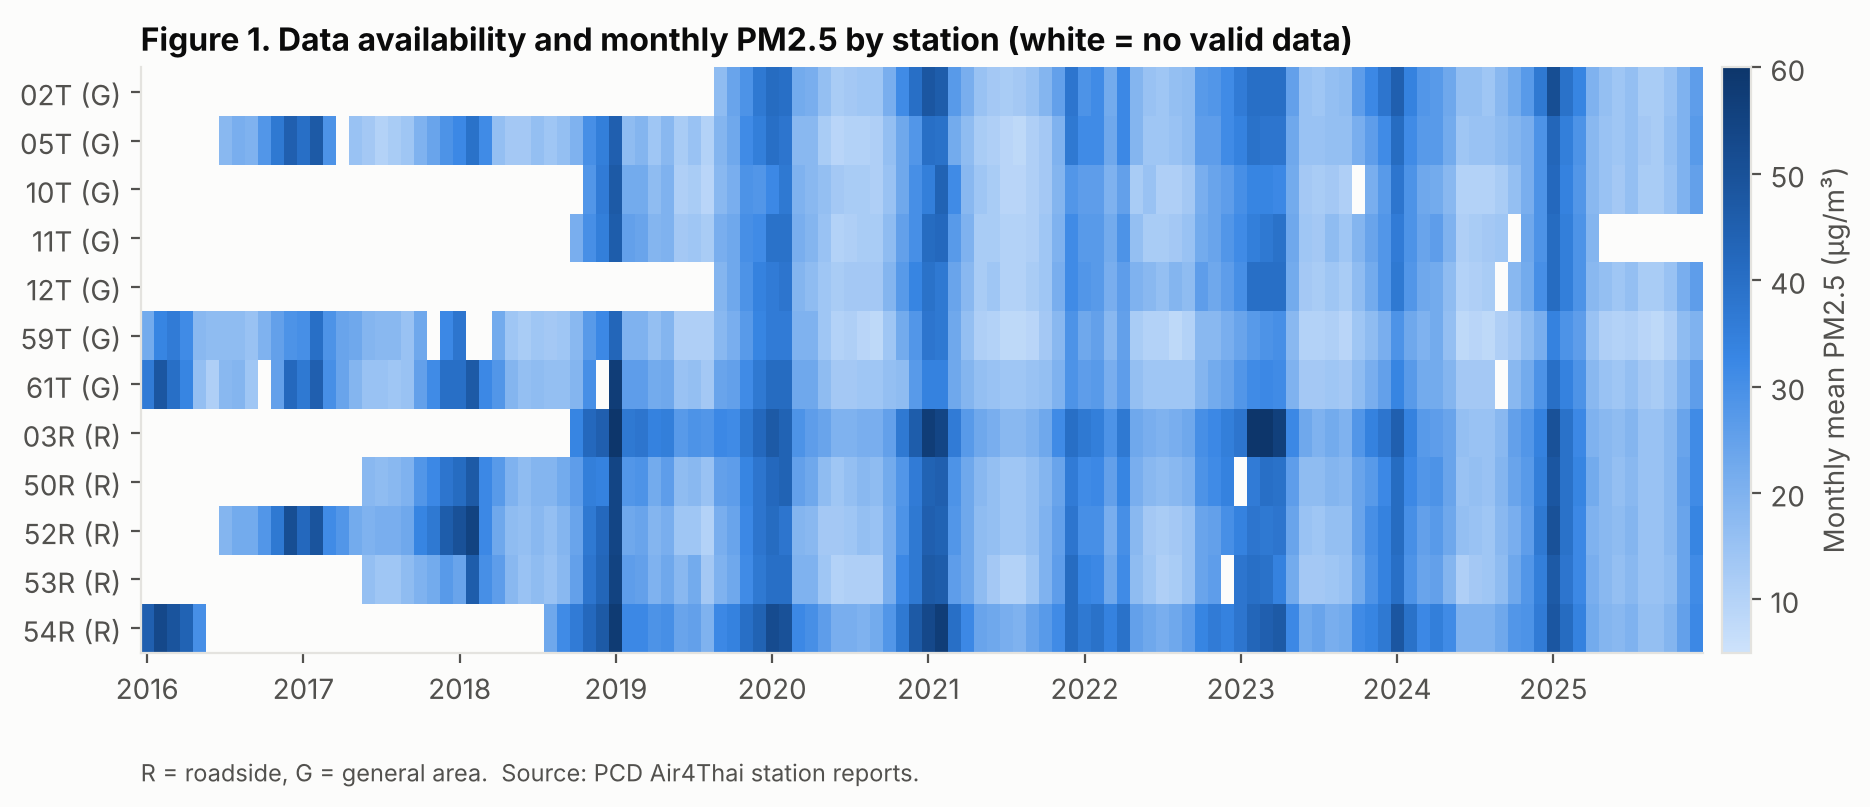 Figure 1. Data availability and monthly PM2.5 by station (white = no valid data)
02T (G)
05T (G)
10T (G)
11T (G)
12T (G)
59T (G)
61T (G)
03R (R)
50R (R)
52R (R)
53R (R)
54R (R)
2016 2017 2018 2019 2020 2021 2022 2023 2024 2025
60
50
40
30
20
10
Monthly mean PM2.5 (µg/m³)
R = roadside, G = general area. Source: PCD Air4Thai station reports.